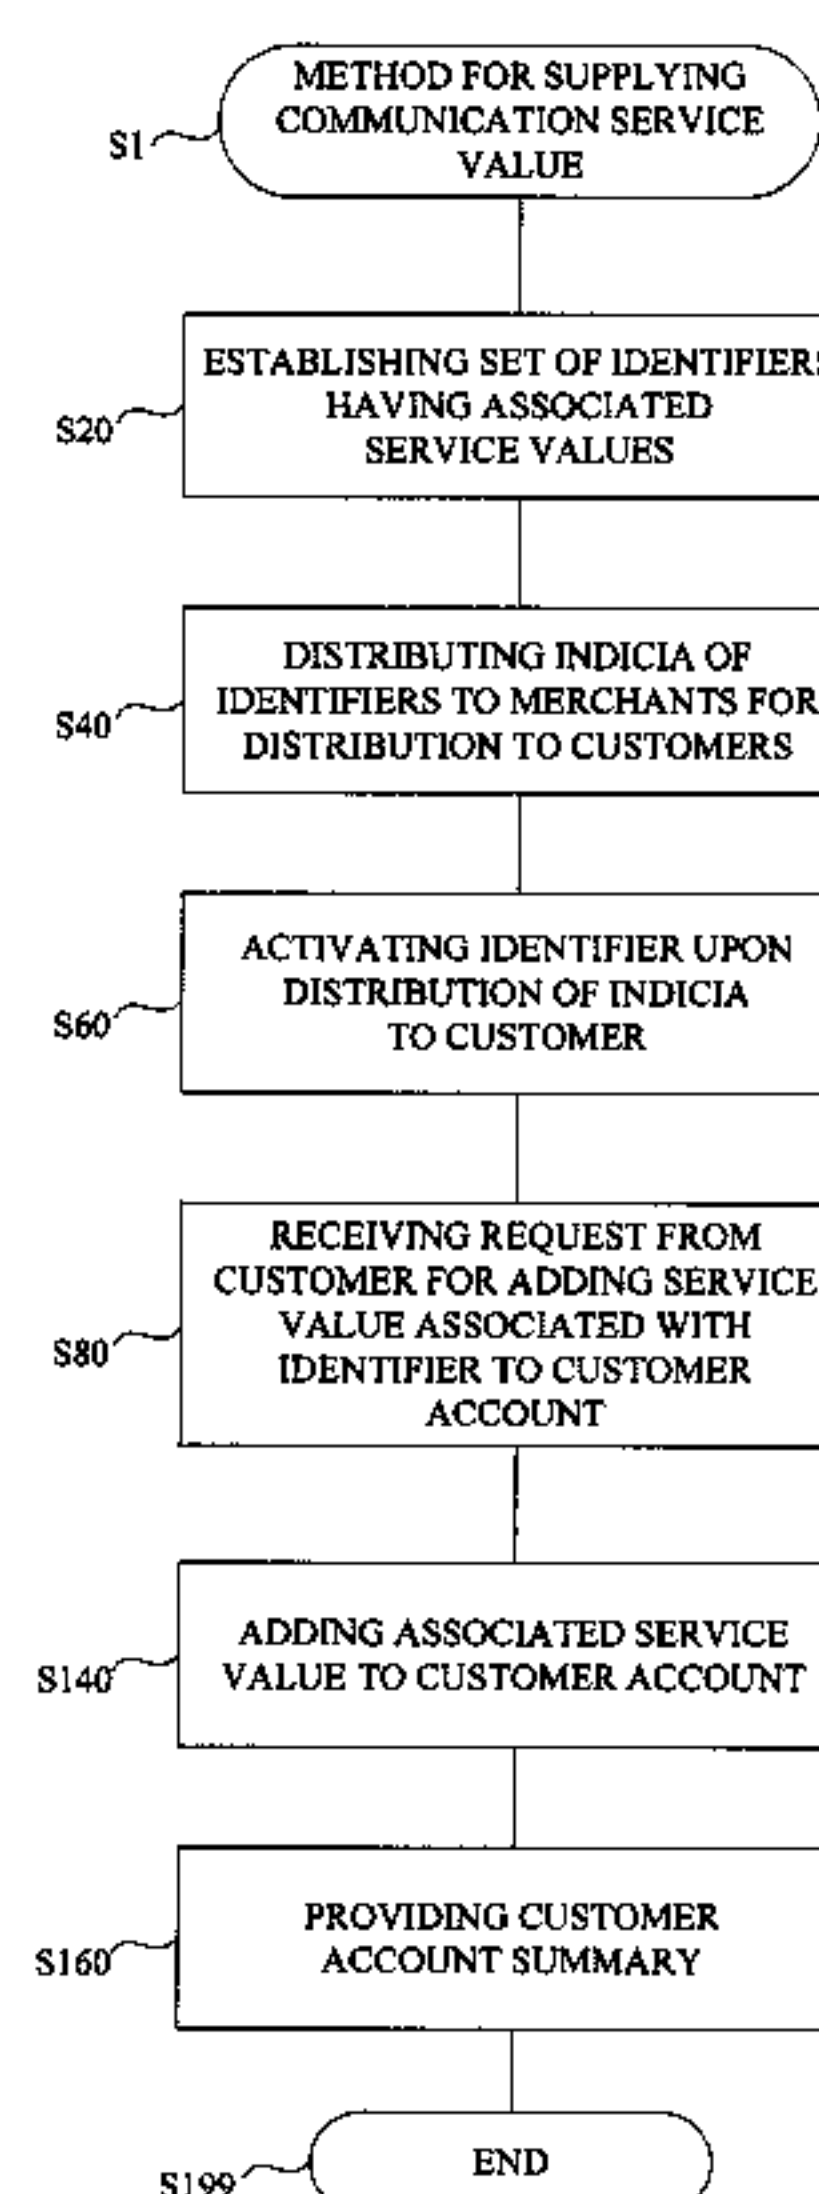 METHOD FOR SUPPLYING
COMMUNICATION SERVICE
VALUE
S1
ESTABLISHING SET OF IDENTIFIERS
HAVING ASSOCIATED
SERVICE VALUES
S20
DISTRIBUTING INDICIA OF
IDENTIFIERS TO MERCHANTS FOR
DISTRIBUTION TO CUSTOMERS
S40
ACTIVATING IDENTIFIER UPON
DISTRIBUTION OF INDICIA
TO CUSTOMER
S60
RECEIVING REQUEST FROM
CUSTOMER FOR ADDING SERVICE
VALUE ASSOCIATED WITH
IDENTIFIER TO CUSTOMER
ACCOUNT
S80
ADDING ASSOCIATED SERVICE
VALUE TO CUSTOMER ACCOUNT
S140
PROVIDING CUSTOMER
ACCOUNT SUMMARY
S160
END
S199